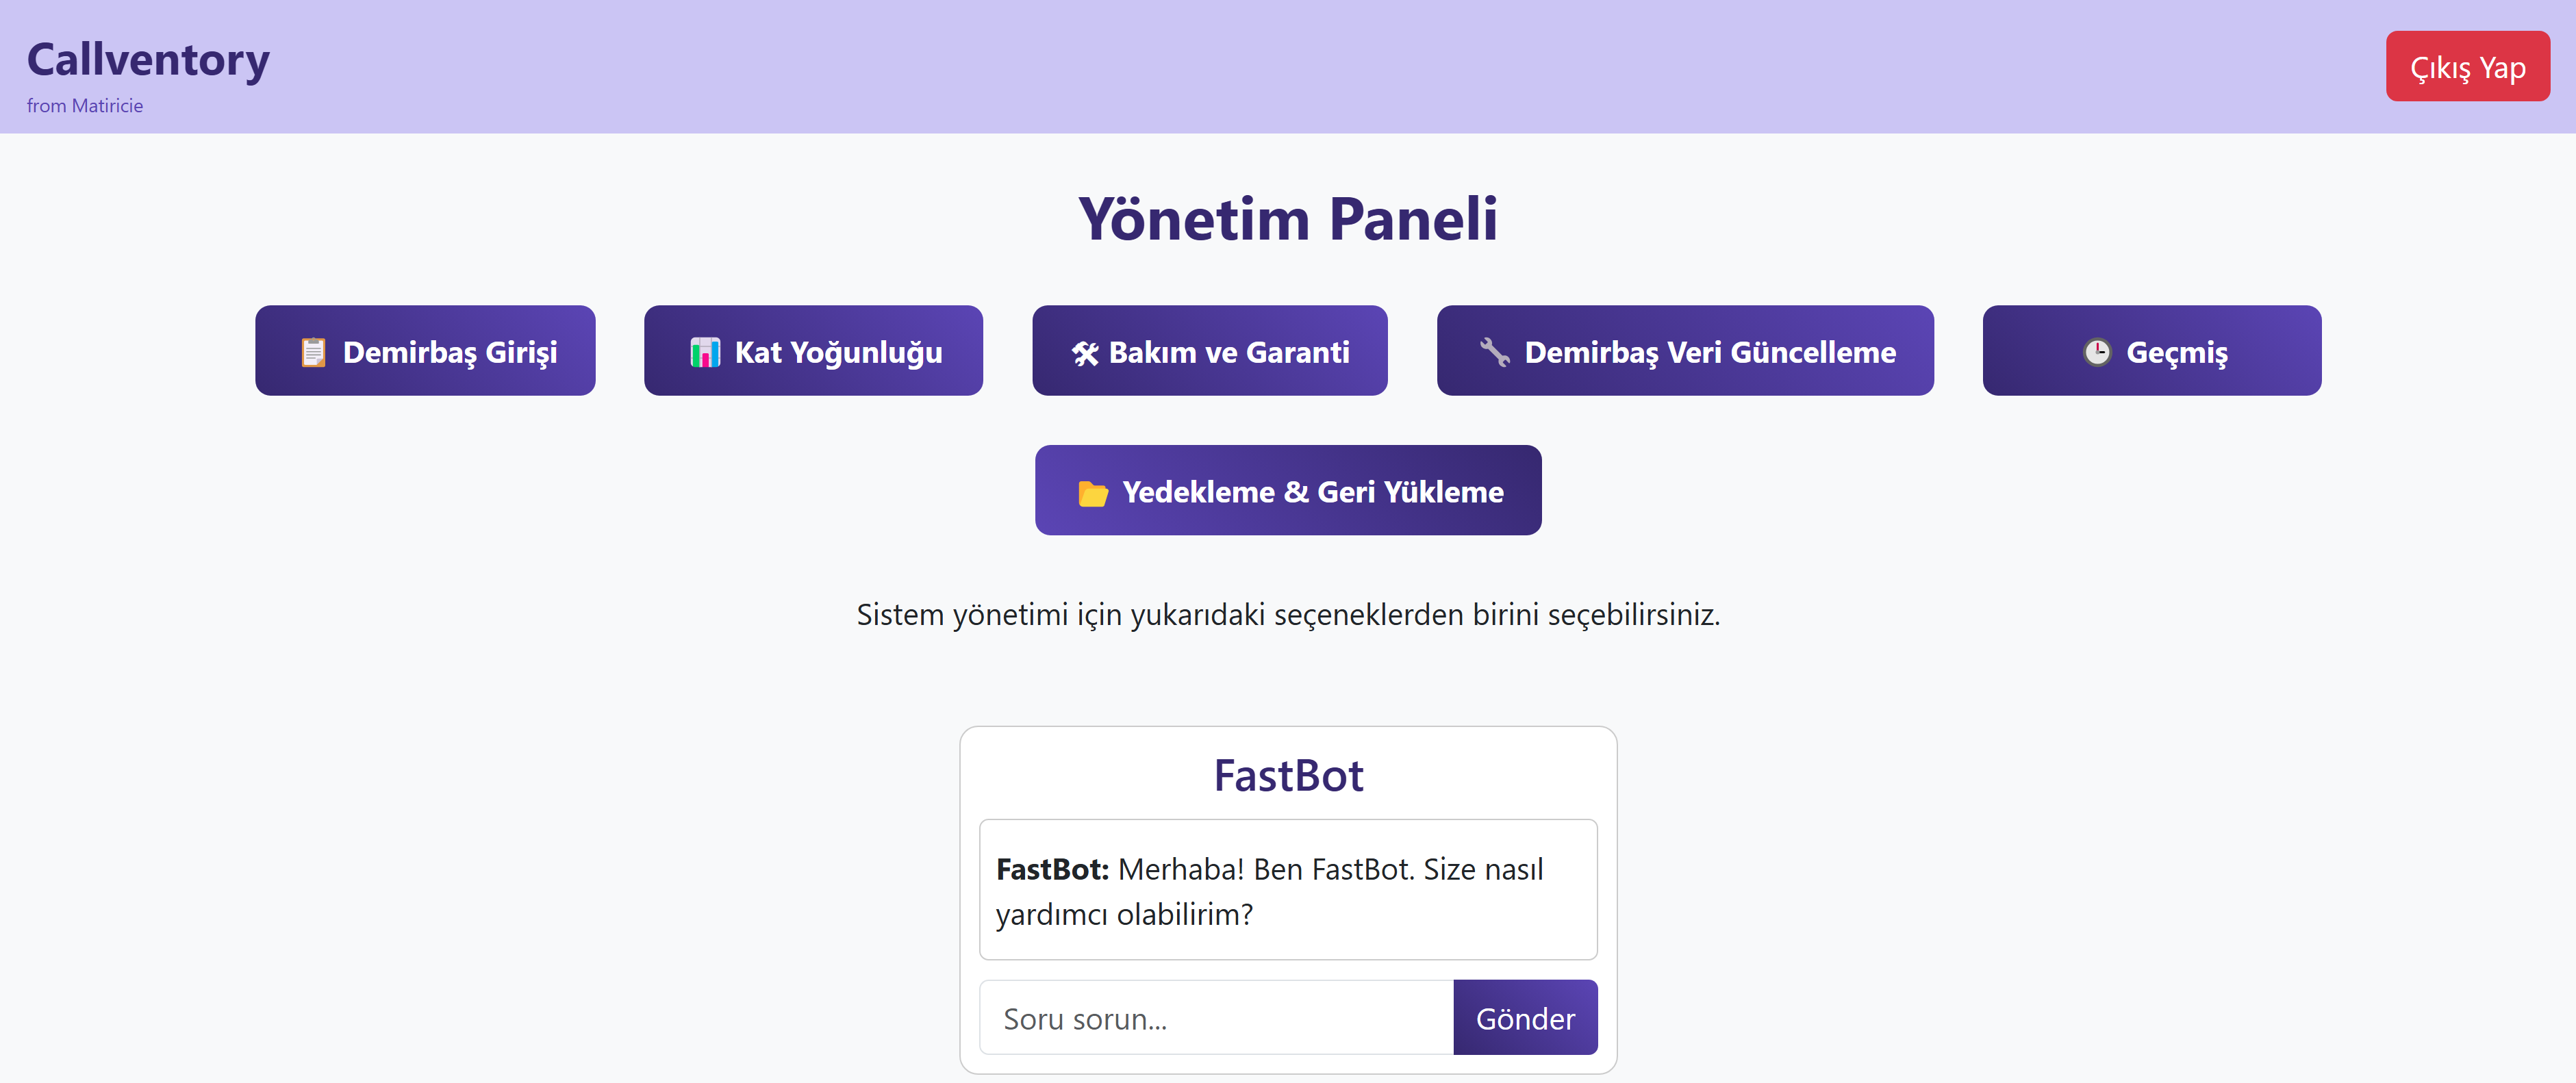 Callventory
from Matiricie
Çıkış Yap
Yönetim Paneli
Demirbaş Girişi
Kat Yoğunluğu
Bakım ve Garanti
Demirbaş Veri Güncelleme
Geçmiş
Yedekleme & Geri Yükleme
Sistem yönetimi için yukarıdaki seçeneklerden birini seçebilirsiniz.
FastBot
FastBot: Merhaba! Ben FastBot. Size nasıl
yardımcı olabilirim?
Soru sorun...
Gönder